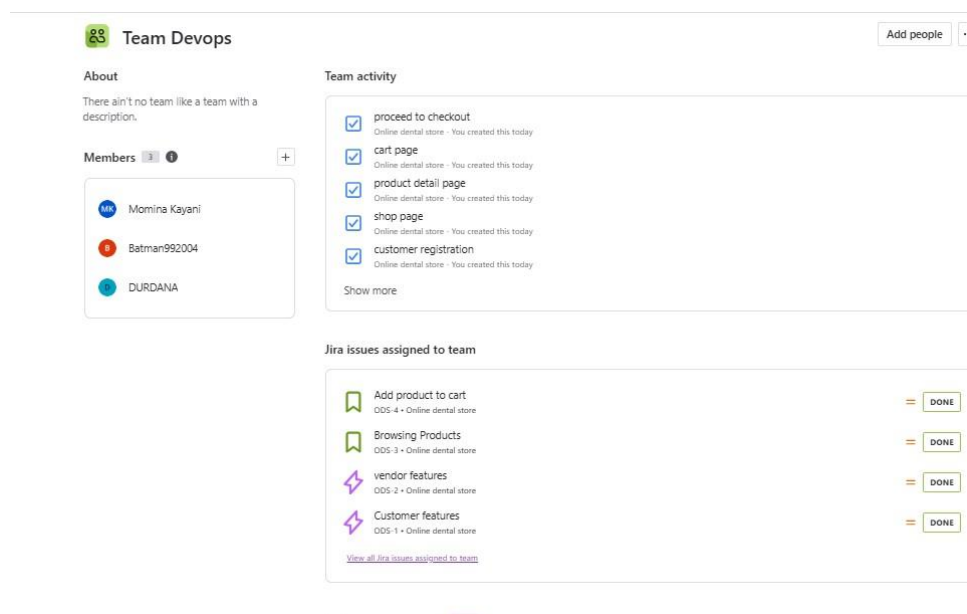 Team Devops
Add people
About
There ain't no team like a team with a
description.
Members 3
MK Momina Kayani
B Batman992004
D DURDANA
Team activity
proceed to checkout
Online dental store - You created this today
cart page
Online dental store - You created this today
product detail page
Online dental store - You created this today
shop page
Online dental store - You created this today
customer registration
Online dental store - You created this today
Show more
Jira issues assigned to team
Add product to cart
ODS-4 • Online dental store
DONE
Browsing Products
ODS-3 • Online dental store
DONE
vendor features
ODS-2 • Online dental store
DONE
Customer features
ODS-1 • Online dental store
DONE
View all Jira issues assigned to team